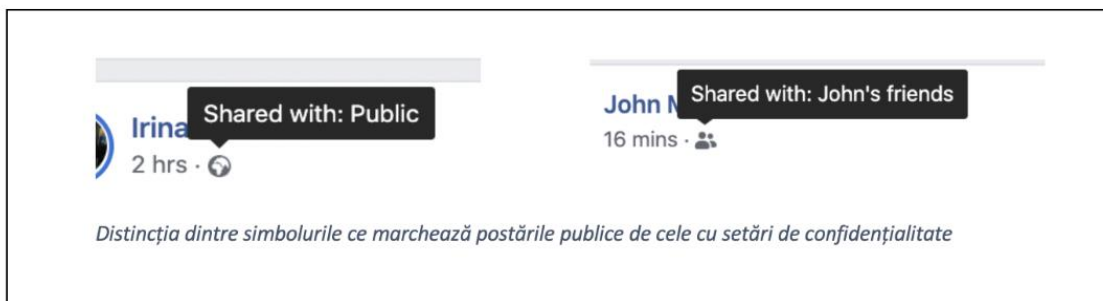 Shared with: Public
Irina
2 hrs ·
Shared with: John's friends
John
16 mins ·
Distincția dintre simbolurile ce marchează postările publice de cele cu setări de confidențialitate